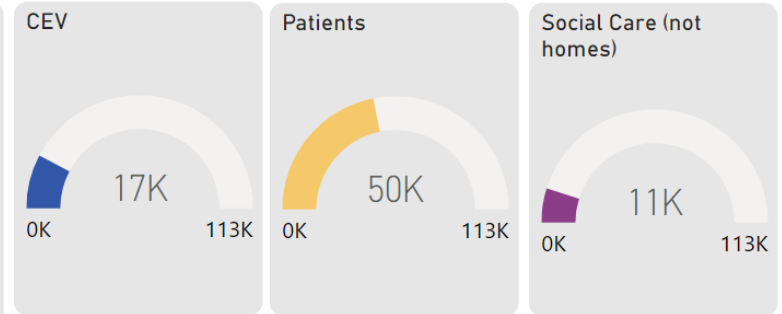 CEV
17K
0K
113K
Patients
50K
0K
113K
Social Care (not
homes)
11K
0K
113K